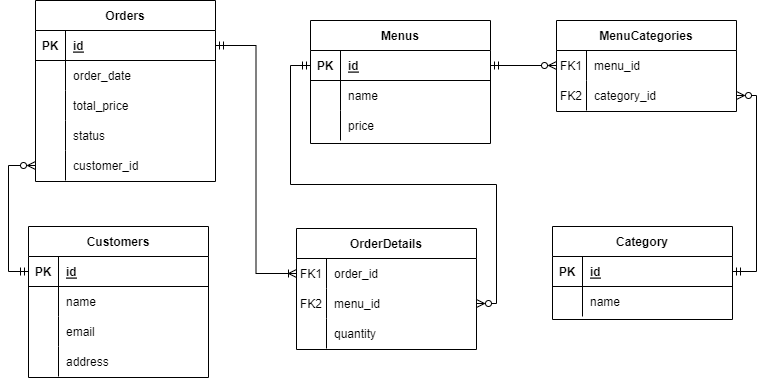 Orders
PK id
order_date
total_price
status
customer_id
Customers
PK id
name
email
address
Menus
PK id
name
price
OrderDetails
FK1 order_id
FK2 menu_id
quantity
MenuCategories
FK1 menu_id
FK2 category_id
Category
PK id
name